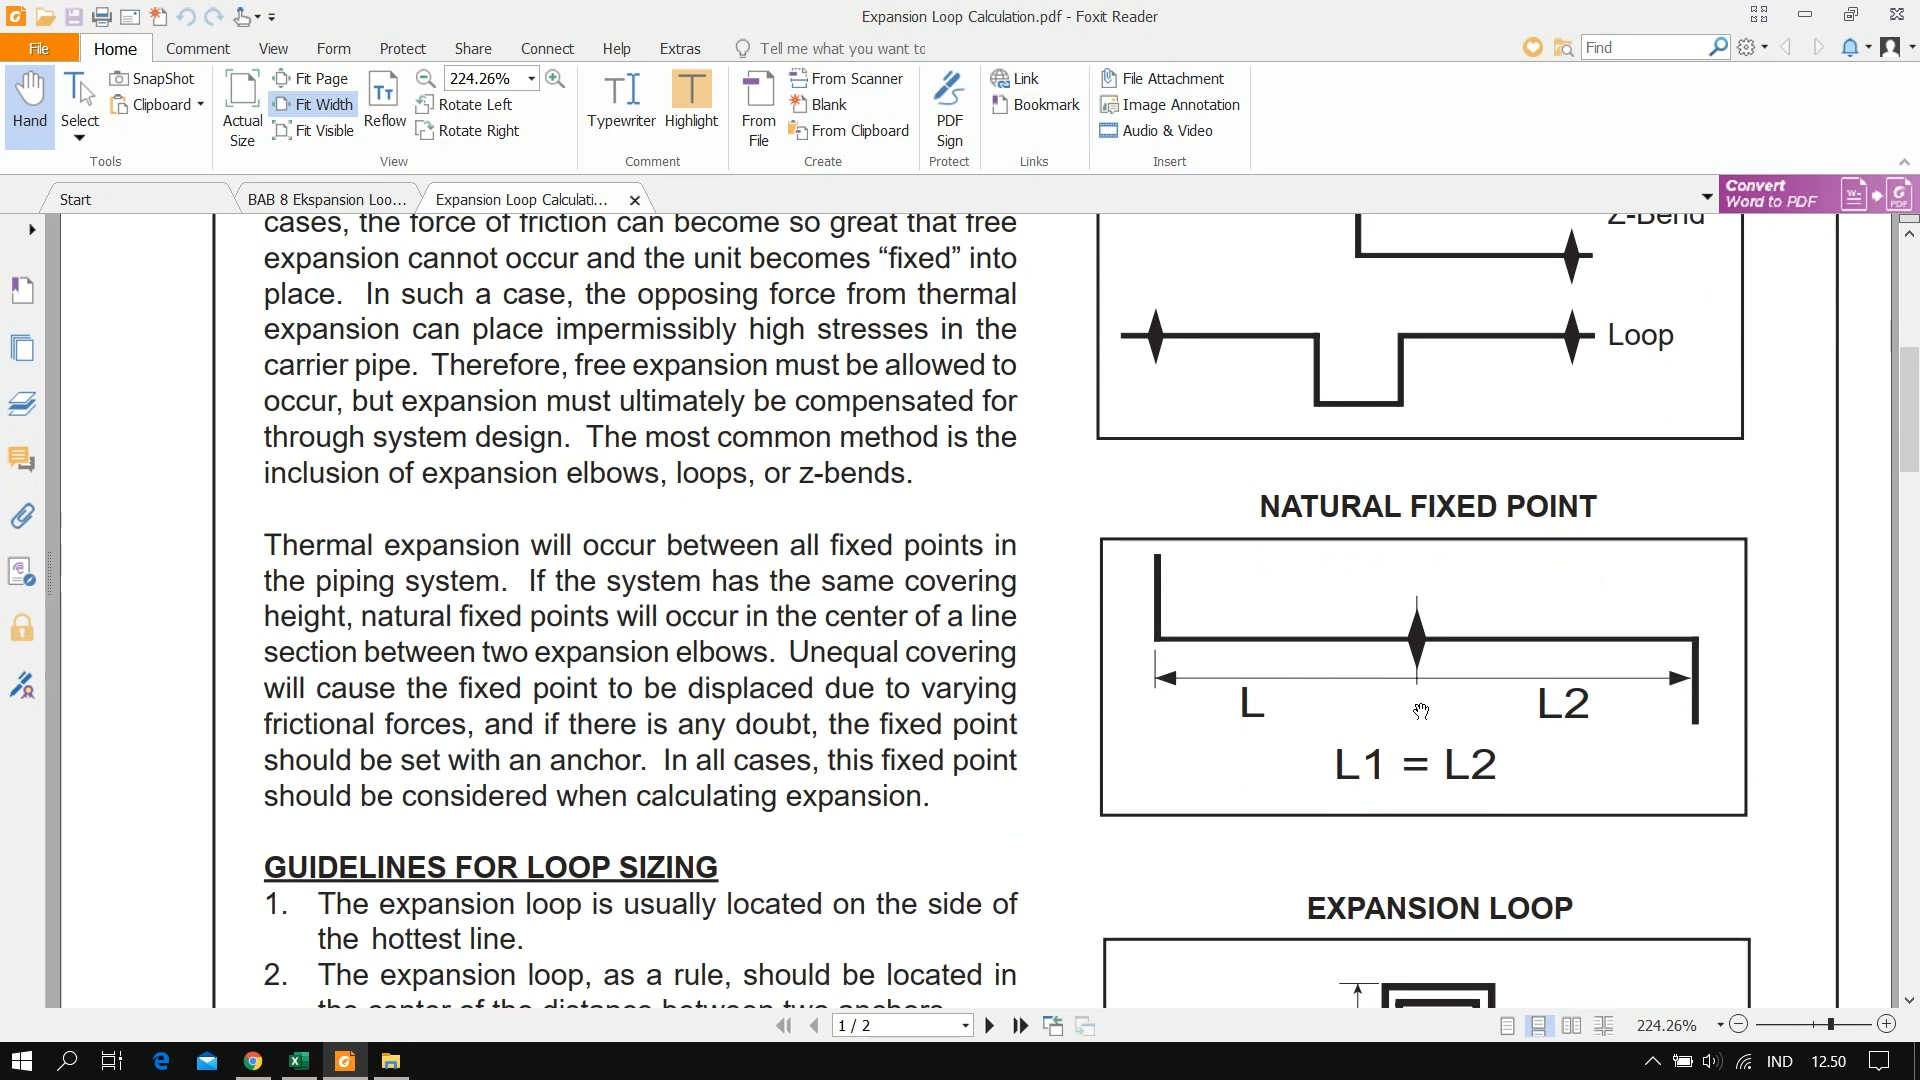 Expansion Loop Calculation.pdf - Foxit Reader
File Home Comment View Form Protect Share Connect Help Extras Tell me what you want to Find
Hand
Select
SnapShot
Clipboard
Tools
Actual Size
Fit Page
Fit Width
Fit Visible
Reflow
224.26%
Rotate Left
Rotate Right
View
Typewriter
Highlight
Comment
From File
From Scanner
Blank
From Clipboard
Create
PDF Sign
Protect
Link
Bookmark
Links
File Attachment
Image Annotation
Audio & Video
Insert
Start
BAB 8 Ekspansion Loo...
Expansion Loop Calculati...
Convert
Word to PDF
cases, the force of friction can become so great that free
expansion cannot occur and the unit becomes “fixed” into
place. In such a case, the opposing force from thermal
expansion can place impermissibly high stresses in the
carrier pipe. Therefore, free expansion must be allowed to
occur, but expansion must ultimately be compensated for
through system design. The most common method is the
inclusion of expansion elbows, loops, or z-bends.
Thermal expansion will occur between all fixed points in
the piping system. If the system has the same covering
height, natural fixed points will occur in the center of a line
section between two expansion elbows. Unequal covering
will cause the fixed point to be displaced due to varying
frictional forces, and if there is any doubt, the fixed point
should be set with an anchor. In all cases, this fixed point
should be considered when calculating expansion.
GUIDELINES FOR LOOP SIZING
1. The expansion loop is usually located on the side of
the hottest line.
2. The expansion loop, as a rule, should be located in
the center of the distance between two anchors.
Z-Bend
Loop
NATURAL FIXED POINT
L
L2
L1 = L2
EXPANSION LOOP
1 / 2
224.26%
IND
12.50